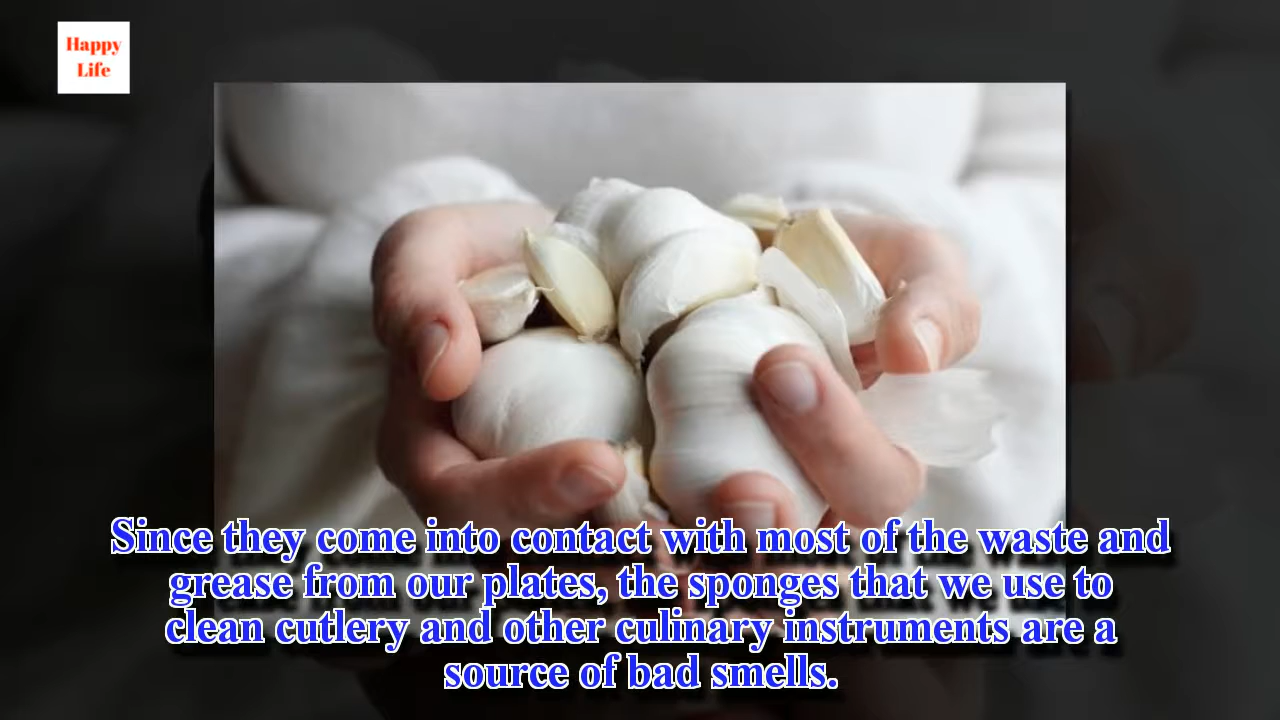 Happy
Life
Since they come into contact with most of the waste and
grease from our plates, the sponges that we use to
clean cutlery and other culinary instruments are a
source of bad smells.